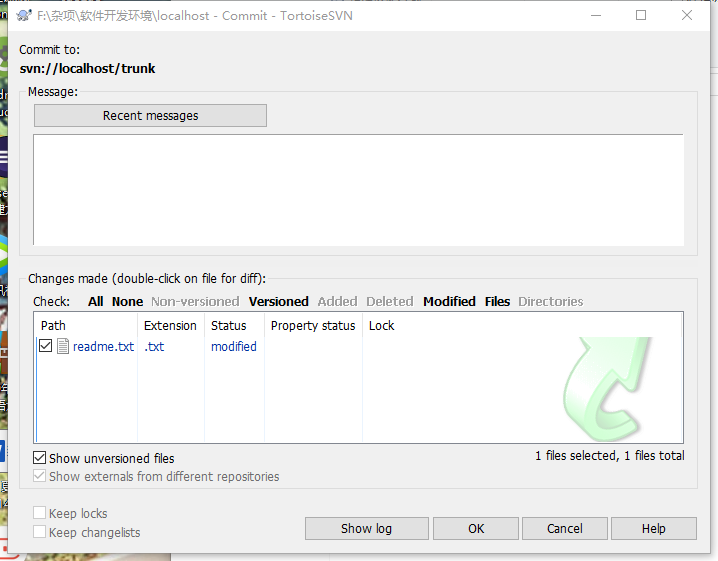 F:\杂项\软件开发环境\localhost - Commit - TortoiseSVN
Commit to:
svn://localhost/trunk
Message:
Recent messages
Changes made (double-click on file for diff):
Check: All None Non-versioned Versioned Added Deleted Modified Files Directories
Path Extension Status Property status Lock
readme.txt .txt modified
Show unversioned files
1 files selected, 1 files total
Show externals from different repositories
Keep locks
Keep changelists
Show log OK Cancel Help